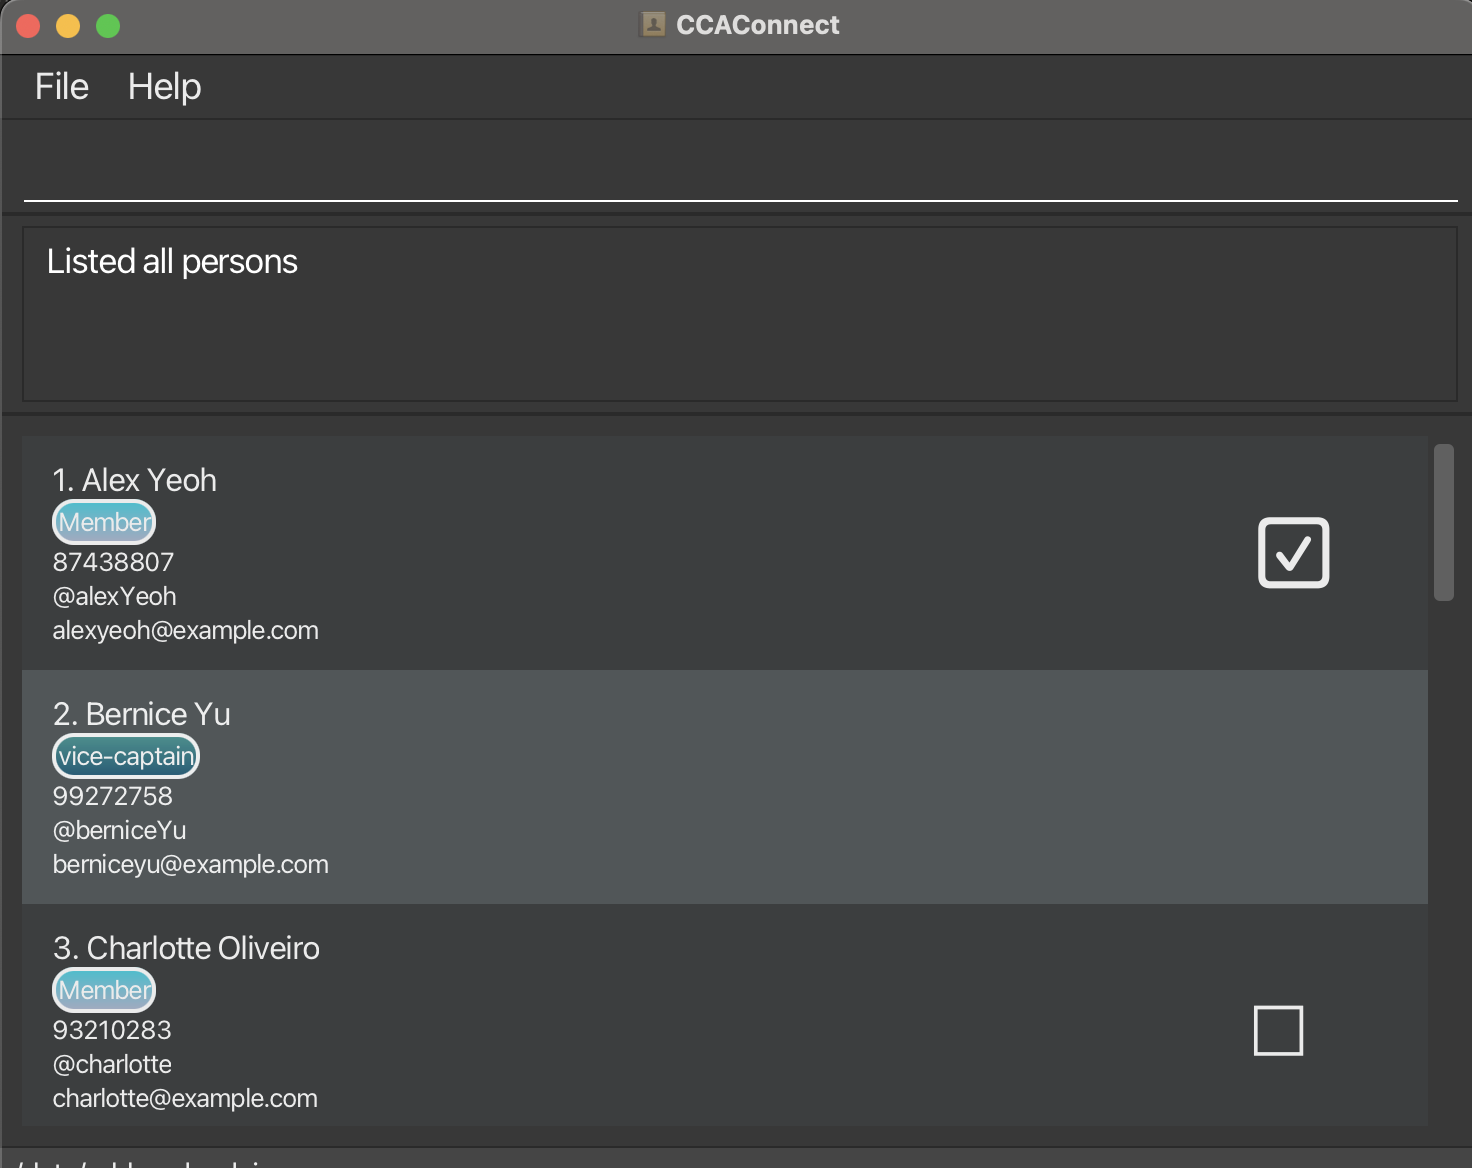 CCAConnect
File Help
Listed all persons
1. Alex Yeoh
Member
87438807
@alexYeoh
alexyeoh@example.com
2. Bernice Yu
vice-captain
99272758
@berniceYu
berniceyu@example.com
3. Charlotte Oliveiro
Member
93210283
@charlotte
charlotte@example.com